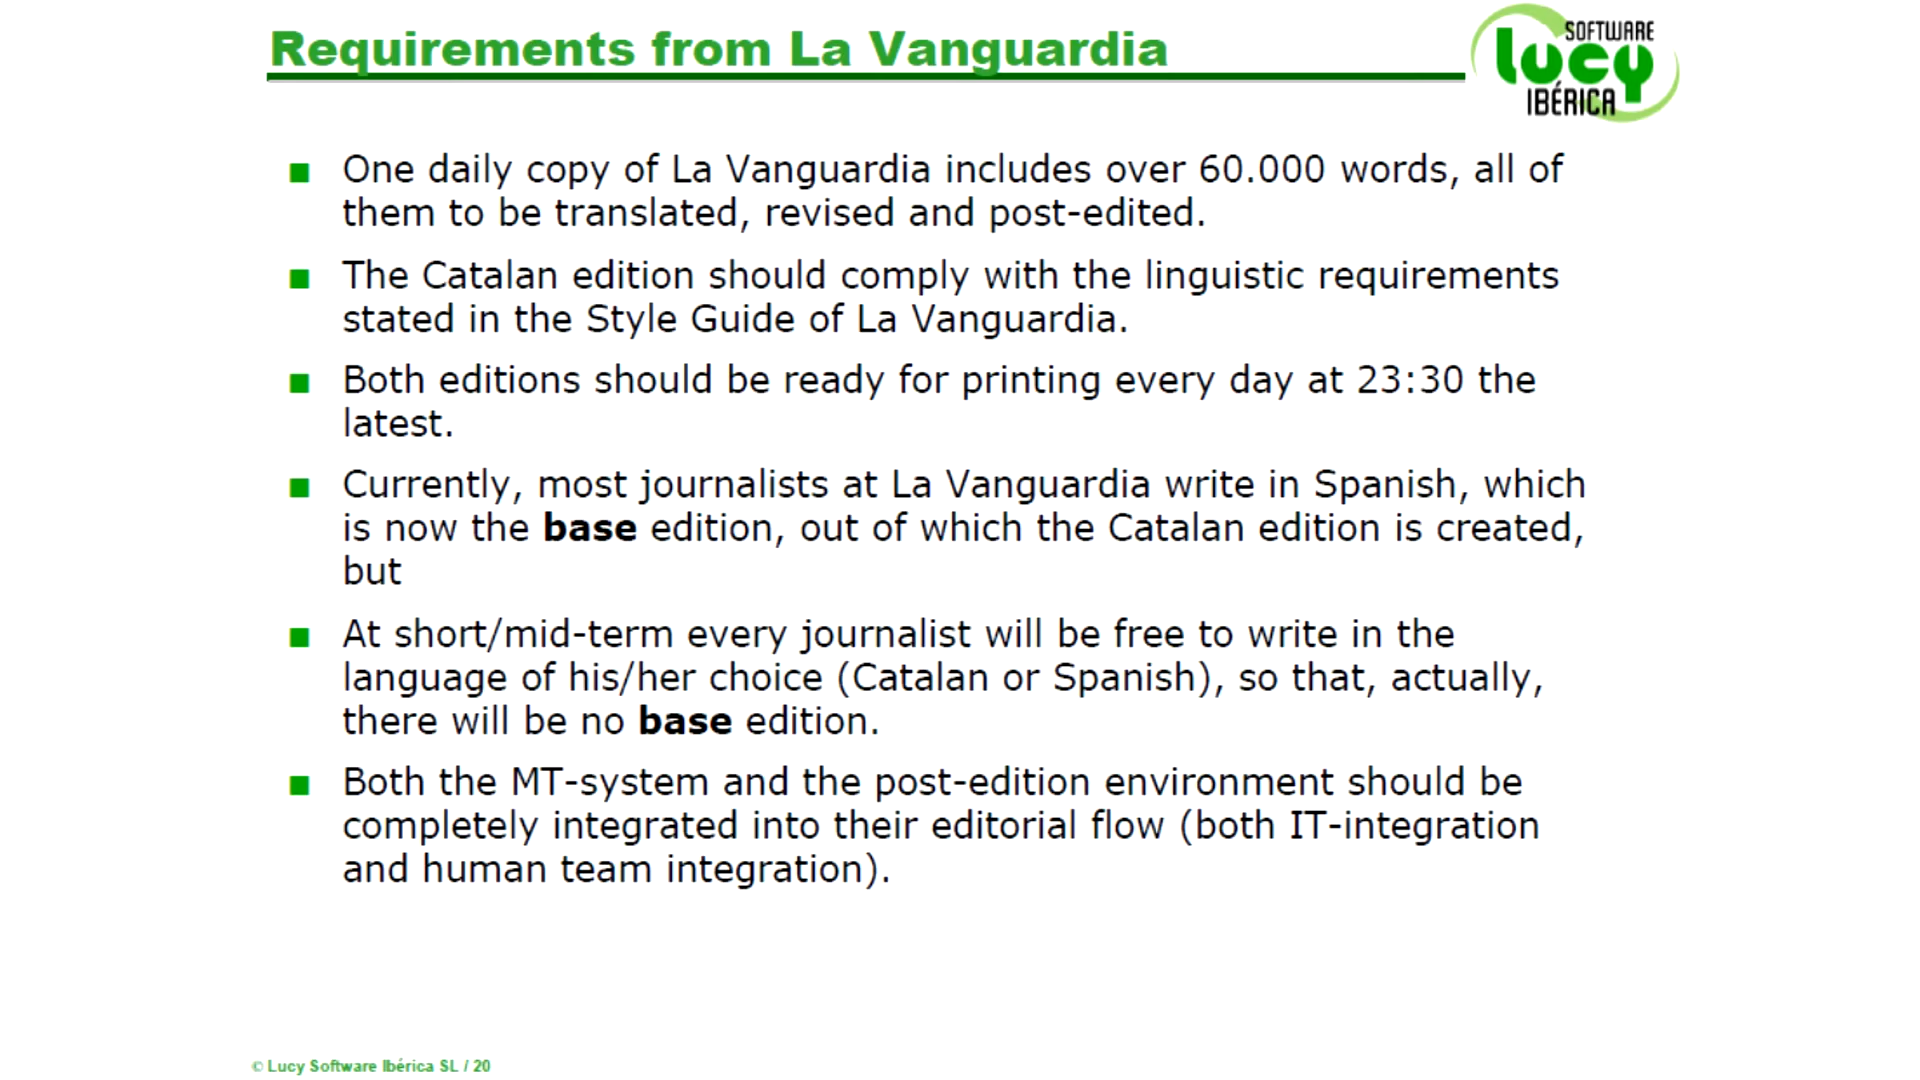 Requirements from La Vanguardia
SOFTWARE
Lucy
IBÉRICA
■ One daily copy of La Vanguardia includes over 60.000 words, all of
them to be translated, revised and post-edited.
■ The Catalan edition should comply with the linguistic requirements
stated in the Style Guide of La Vanguardia.
■ Both editions should be ready for printing every day at 23:30 the
latest.
■ Currently, most journalists at La Vanguardia write in Spanish, which
is now the base edition, out of which the Catalan edition is created,
but
■ At short/mid-term every journalist will be free to write in the
language of his/her choice (Catalan or Spanish), so that, actually,
there will be no base edition.
■ Both the MT-system and the post-edition environment should be
completely integrated into their editorial flow (both IT-integration
and human team integration).
© Lucy Software Ibérica SL / 20